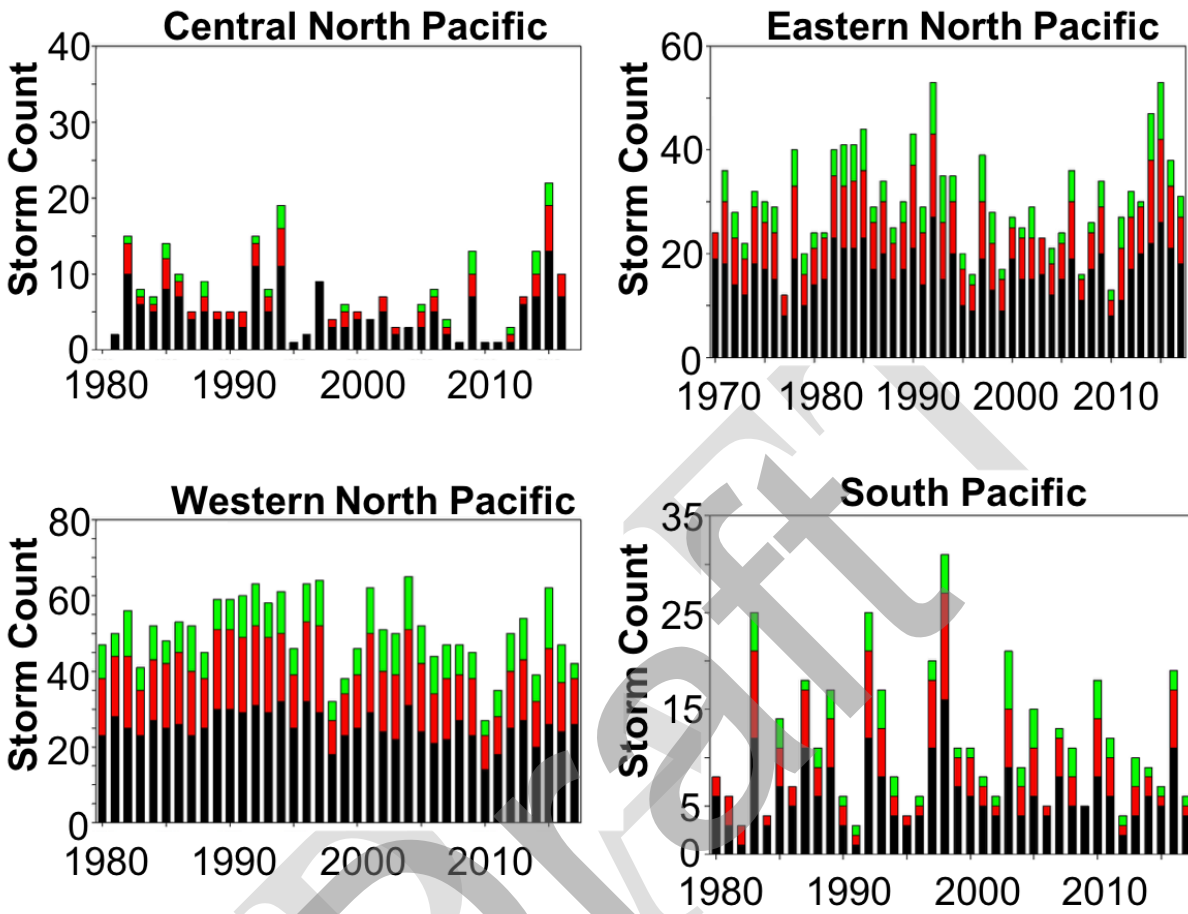 Central North Pacific
Storm Count
40
30
20
10
0
1980 1990 2000 2010
Eastern North Pacific
Storm Count
60
40
20
0
1970 1980 1990 2000 2010
Western North Pacific
Storm Count
80
60
40
20
0
1980 1990 2000 2010
South Pacific
Storm Count
35
25
15
5
0
1980 1990 2000 2010
Draft